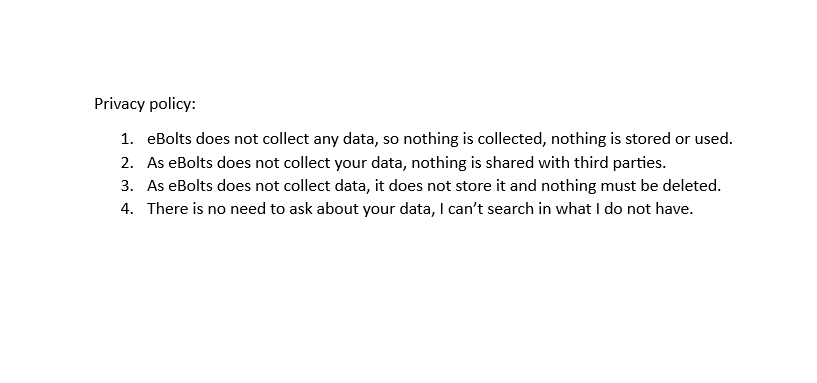 Privacy policy:
1. eBolts does not collect any data, so nothing is collected, nothing is stored or used.
2. As eBolts does not collect your data, nothing is shared with third parties.
3. As eBolts does not collect data, it does not store it and nothing must be deleted.
4. There is no need to ask about your data, I can’t search in what I do not have.